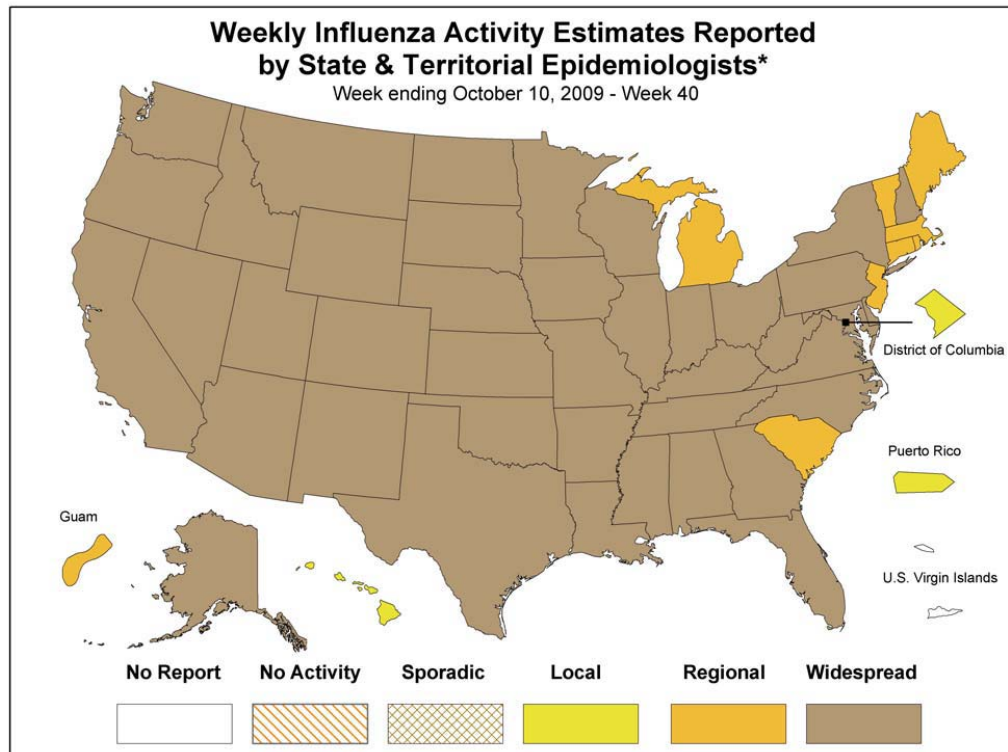 Weekly Influenza Activity Estimates Reported
by State & Territorial Epidemiologists*
Week ending October 10, 2009 - Week 40
District of Columbia
Puerto Rico
Guam
U.S. Virgin Islands
No Report No Activity Sporadic Local Regional Widespread